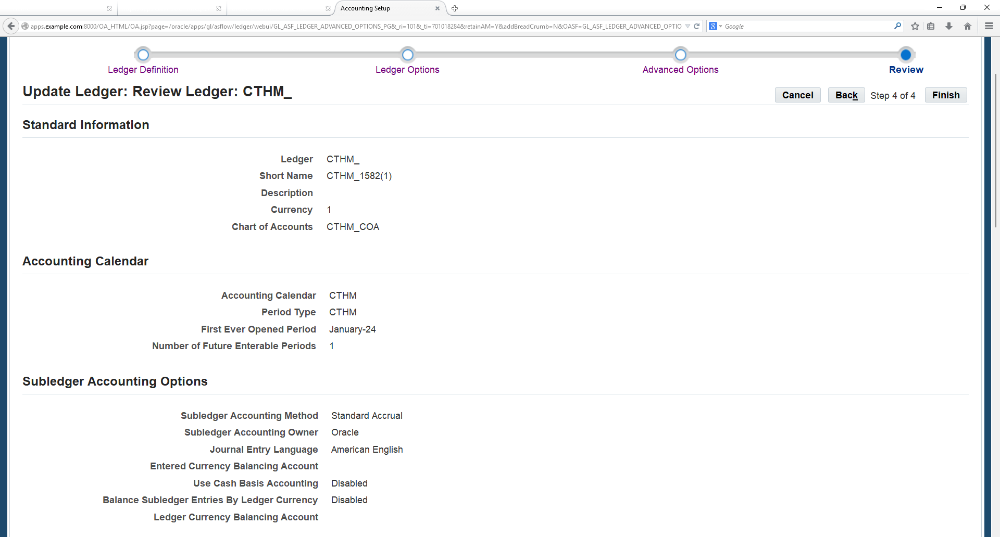 Accounting Setup
apps.example.com:8000/OA_HTML/OA.jsp?page=/oracle/apps/gl/asflow/ledger/webui/GL_ASF_LEDGER_ADVANCED_OPTIONS_PG&_ri=101&_ti=701018284&retainAM=Y&addBreadCrumb=N&OASF=GL_ASF_LEDGER_ADVANCED_OPTIO
8 Google
Ledger Definition
Ledger Options
Advanced Options
Review
Update Ledger: Review Ledger: CTHM_
Cancel
Back
Step 4 of 4
Finish
Standard Information
Ledger CTHM_
Short Name CTHM_1582(1)
Description
Currency 1
Chart of Accounts CTHM_COA
Accounting Calendar
Accounting Calendar CTHM
Period Type CTHM
First Ever Opened Period January-24
Number of Future Enterable Periods 1
Subledger Accounting Options
Subledger Accounting Method Standard Accrual
Subledger Accounting Owner Oracle
Journal Entry Language American English
Entered Currency Balancing Account
Use Cash Basis Accounting Disabled
Balance Subledger Entries By Ledger Currency Disabled
Ledger Currency Balancing Account